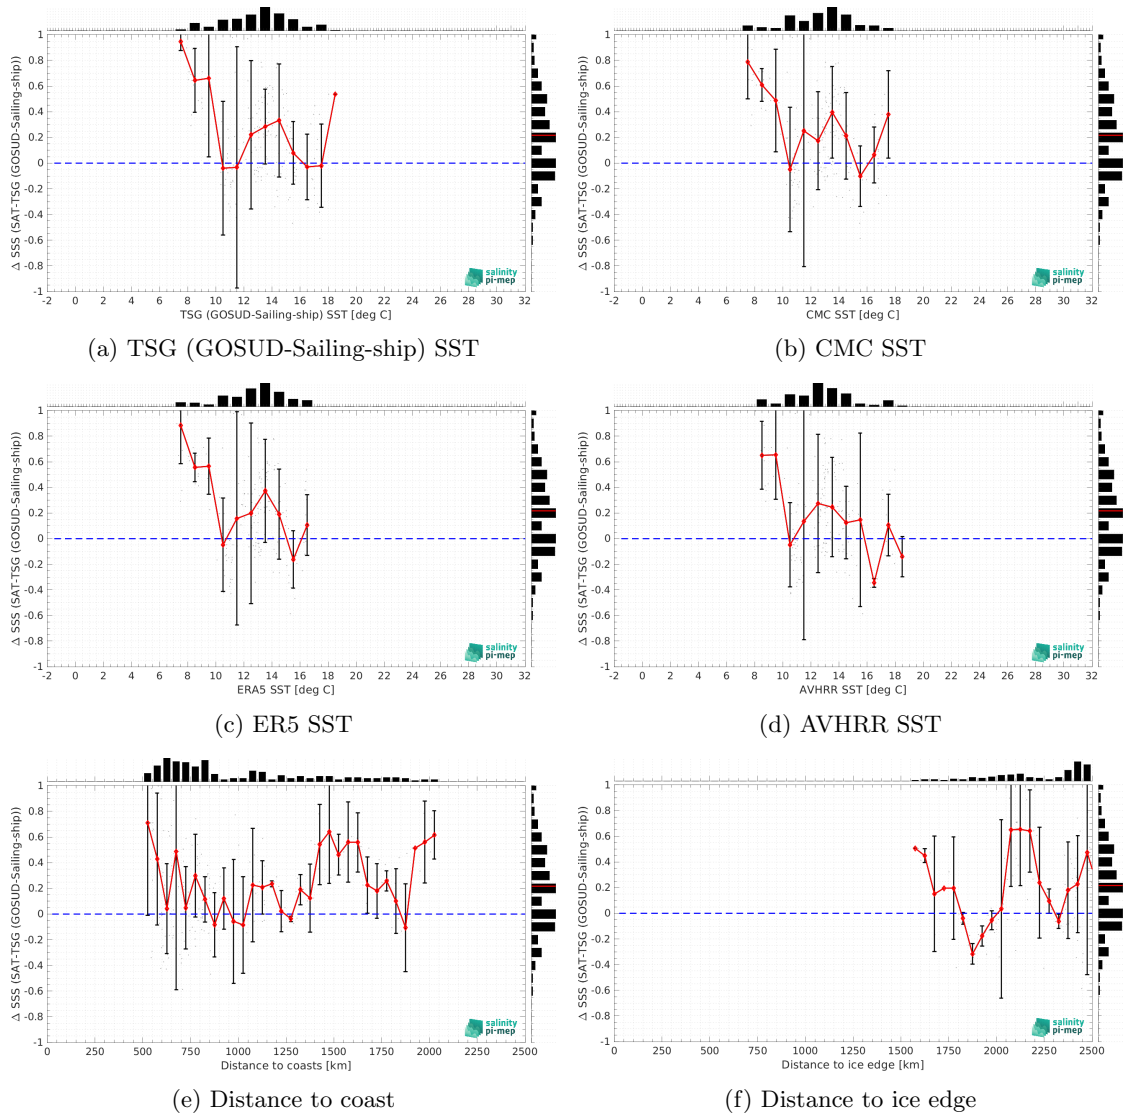 1
0.8
0.6
0.4
0.2
0
-0.2
-0.4
-0.6
-0.8
-1
Δ SSS (SAT-TSG (GOSUD-Sailing-ship))
salinity
pi-mep
-2 0 2 4 6 8 10 12 14 16 18 20 22 24 26 28 30 32
TSG (GOSUD-Sailing-ship) SST [deg C]
(a) TSG (GOSUD-Sailing-ship) SST
1
0.8
0.6
0.4
0.2
0
-0.2
-0.4
-0.6
-0.8
-1
Δ SSS (SAT-TSG (GOSUD-Sailing-ship))
salinity
pi-mep
-2 0 2 4 6 8 10 12 14 16 18 20 22 24 26 28 30 32
CMC SST [deg C]
(b) CMC SST
1
0.8
0.6
0.4
0.2
0
-0.2
-0.4
-0.6
-0.8
-1
Δ SSS (SAT-TSG (GOSUD-Sailing-ship))
salinity
pi-mep
-2 0 2 4 6 8 10 12 14 16 18 20 22 24 26 28 30 32
ERA5 SST [deg C]
(c) ER5 SST
1
0.8
0.6
0.4
0.2
0
-0.2
-0.4
-0.6
-0.8
-1
Δ SSS (SAT-TSG (GOSUD-Sailing-ship))
salinity
pi-mep
-2 0 2 4 6 8 10 12 14 16 18 20 22 24 26 28 30 32
AVHRR SST [deg C]
(d) AVHRR SST
1
0.8
0.6
0.4
0.2
0
-0.2
-0.4
-0.6
-0.8
-1
Δ SSS (SAT-TSG (GOSUD-Sailing-ship))
salinity
pi-mep
0 250 500 750 1000 1250 1500 1750 2000 2250 2500
Distance to coasts [km]
(e) Distance to coast
1
0.8
0.6
0.4
0.2
0
-0.2
-0.4
-0.6
-0.8
-1
Δ SSS (SAT-TSG (GOSUD-Sailing-ship))
salinity
pi-mep
0 250 500 750 1000 1250 1500 1750 2000 2250 2500
Distance to ice edge [km]
(f) Distance to ice edge